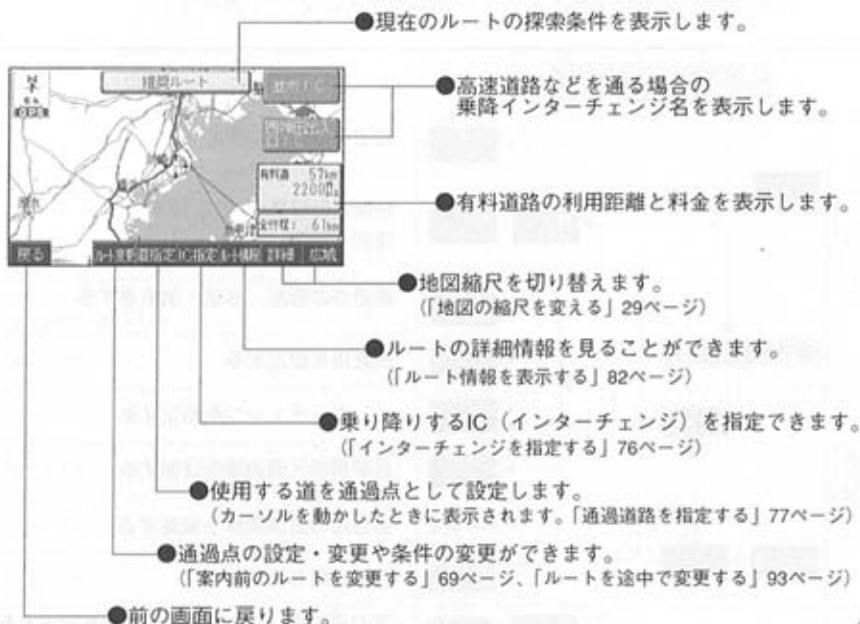 ●現在のルートの探索条件を表示します。
推奨ルート
●高速道路などを通る場合の
乗降インターチェンジ名を表示します。
GPS
有料道: 57km
2200円
●有料道路の利用距離と料金を表示します。
全行程: 61km
戻る ルート変更 道指定 IC指定 ルート情報 詳細 広域
●地図縮尺を切り替えます。
(「地図の縮尺を変える」29ページ)
●ルートの詳細情報を見ることができます。
(「ルート情報を表示する」82ページ)
●乗り降りするIC(インターチェンジ)を指定できます。
(「インターチェンジを指定する」76ページ)
●使用する道を通過点として設定します。
(カーソルを動かしたときに表示されます。「通過道路を指定する」77ページ)
●通過点の設定・変更や条件の変更ができます。
(「案内前のルートを変更する」69ページ、「ルートを途中で変更する」93ページ)
●前の画面に戻ります。